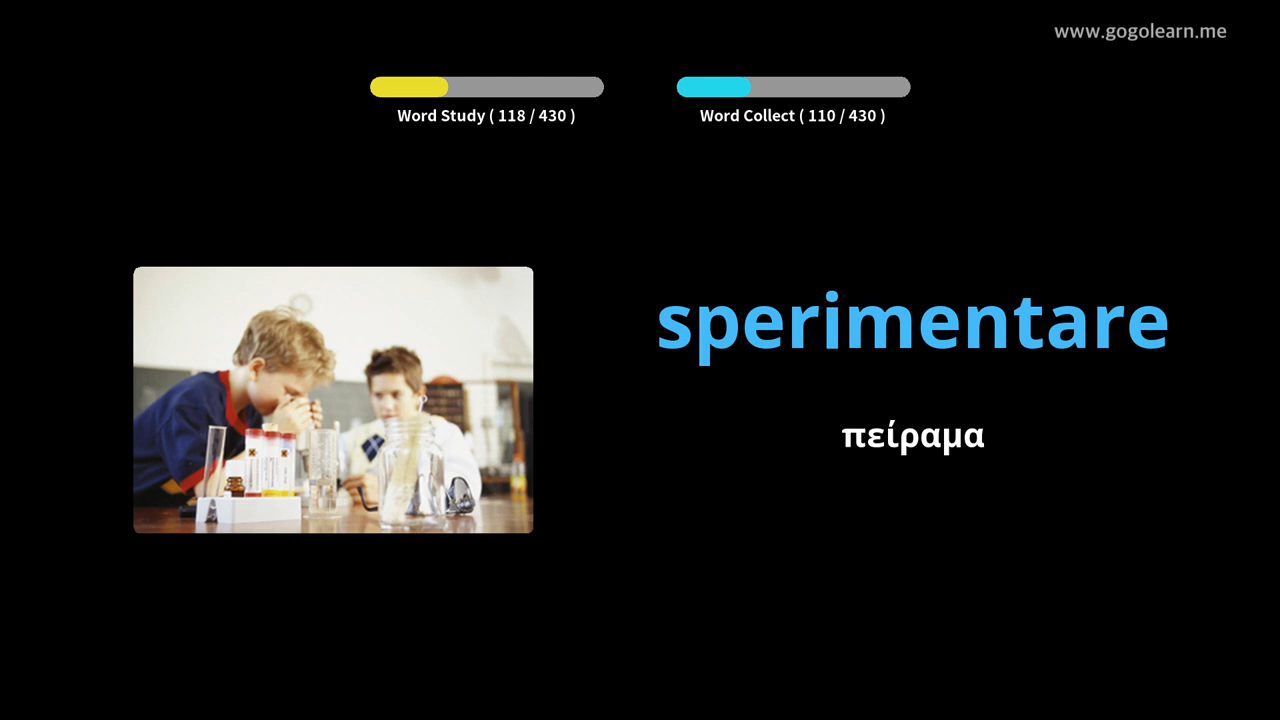 www.gogolearn.me
Word Study ( 118 / 430 )
Word Collect ( 110 / 430 )
sperimentare
πείραμα